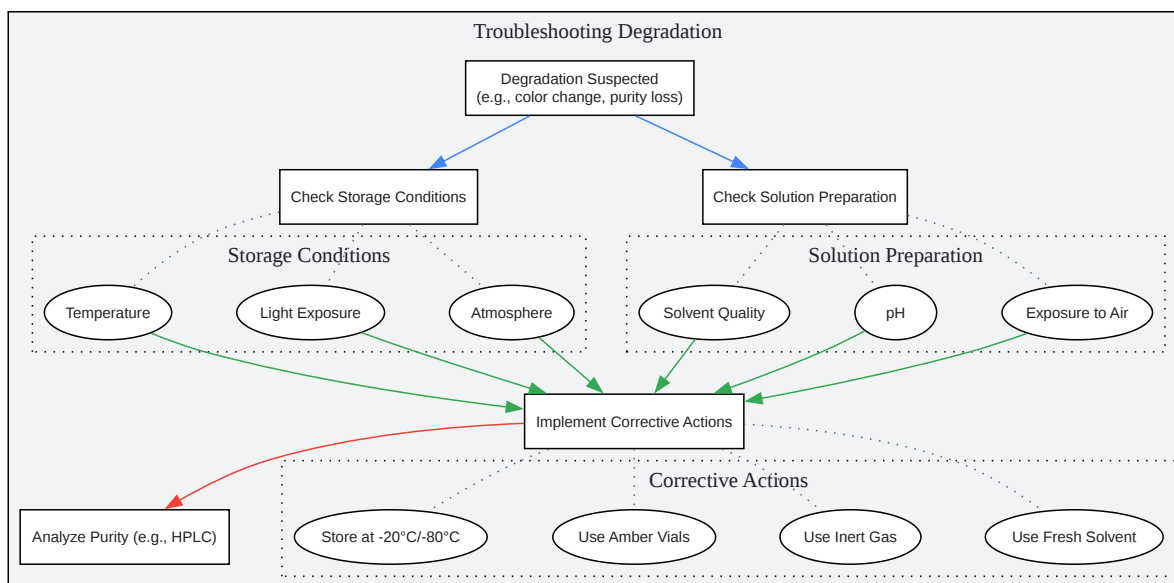 Troubleshooting Degradation
Degradation Suspected
(e.g., color change, purity loss)
Check Storage Conditions
Check Solution Preparation
Storage Conditions
Solution Preparation
Temperature
Light Exposure
Atmosphere
Solvent Quality
pH
Exposure to Air
Implement Corrective Actions
Corrective Actions
Analyze Purity (e.g., HPLC)
Store at -20°C/-80°C
Use Amber Vials
Use Inert Gas
Use Fresh Solvent